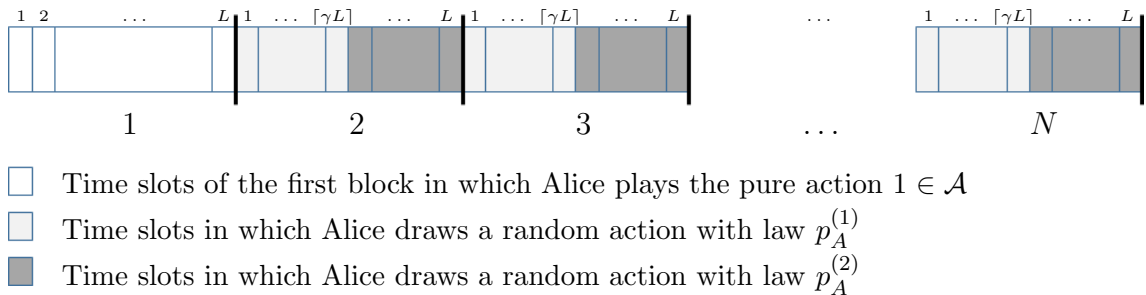 1 2 … L 1 … ⌈γL⌉ … L 1 … ⌈γL⌉ … L … 1 … ⌈γL⌉ … L
1 2 3 … N
Time slots of the first block in which Alice plays the pure action 1 ∈ 𝒜
Time slots in which Alice draws a random action with law p_A^{(1)}
Time slots in which Alice draws a random action with law p_A^{(2)}